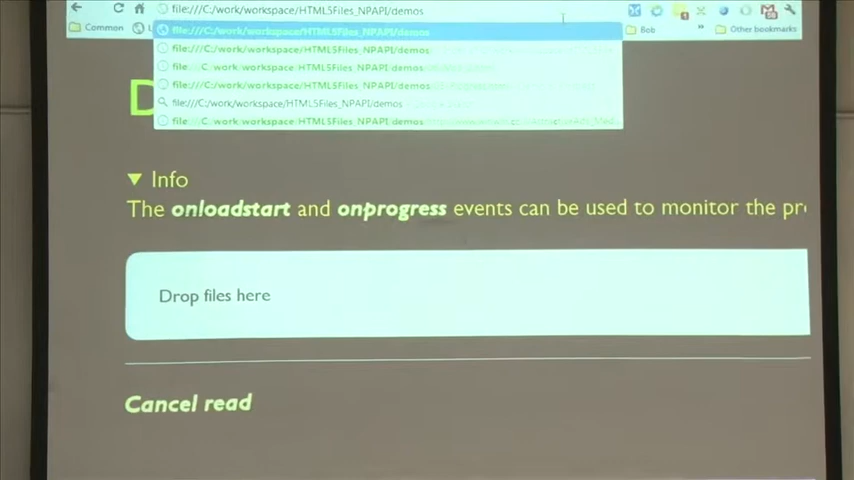 file:///C:/work/workspace/HTML5Files_NPAPI/demos
Common
Bob
»
Other bookmarks
file:///C:/work/workspace/HTML5Files_NPAPI/demos
file:///C:/work/workspace/HTML5Files_NPAPI/demos
file:///C:/work/workspace/HTML5Files_NPAPI/demos
file:///C:/work/workspace/HTML5Files_NPAPI/demos
file:///C:/work/workspace/HTML5Files_NPAPI/demos
file:///C:/work/workspace/HTML5Files_NPAPI/demos
D
▼ Info
The onloadstart and onprogress events can be used to monitor the pr
Drop files here
Cancel read